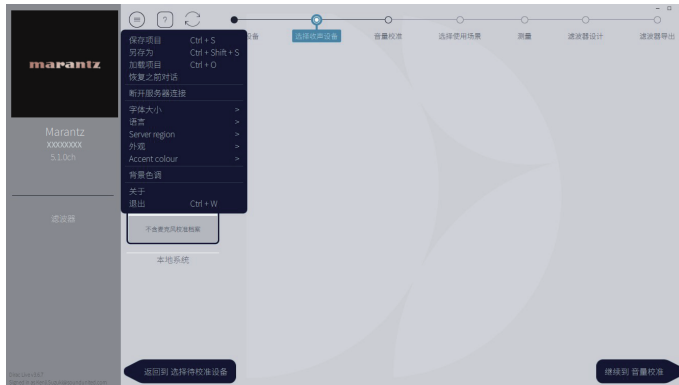 ?
设备
选择收声设备
音量校准
选择使用场景
测量
滤波器设计
滤波器导出
保存项目 Ctrl + S
另存为 Ctrl + Shift + S
加载项目 Ctrl + O
恢复之前对话
断开服务器连接
字体大小 >
语言 >
Server region >
外观 >
Accent colour >
背景色调
关于
退出 Ctrl + W
marantz
Marantz
XXXXXXXX
5.1.0ch
滤波器
不含麦克风校准档案
本地系统
返回到 选择待校准设备
继续到 音量校准